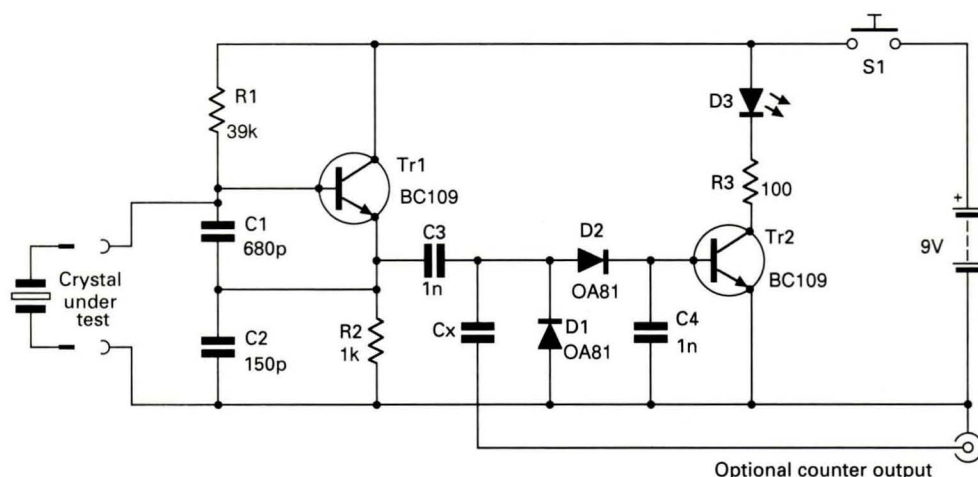 S1
R1
39k
D3
Tr1
BC109
R3
100
C1
680p
C3
1n
D2
OA81
Tr2
BC109
+
9V
Crystal
under
test
C2
150p
R2
1k
Cx
D1
OA81
C4
1n
Optional counter output